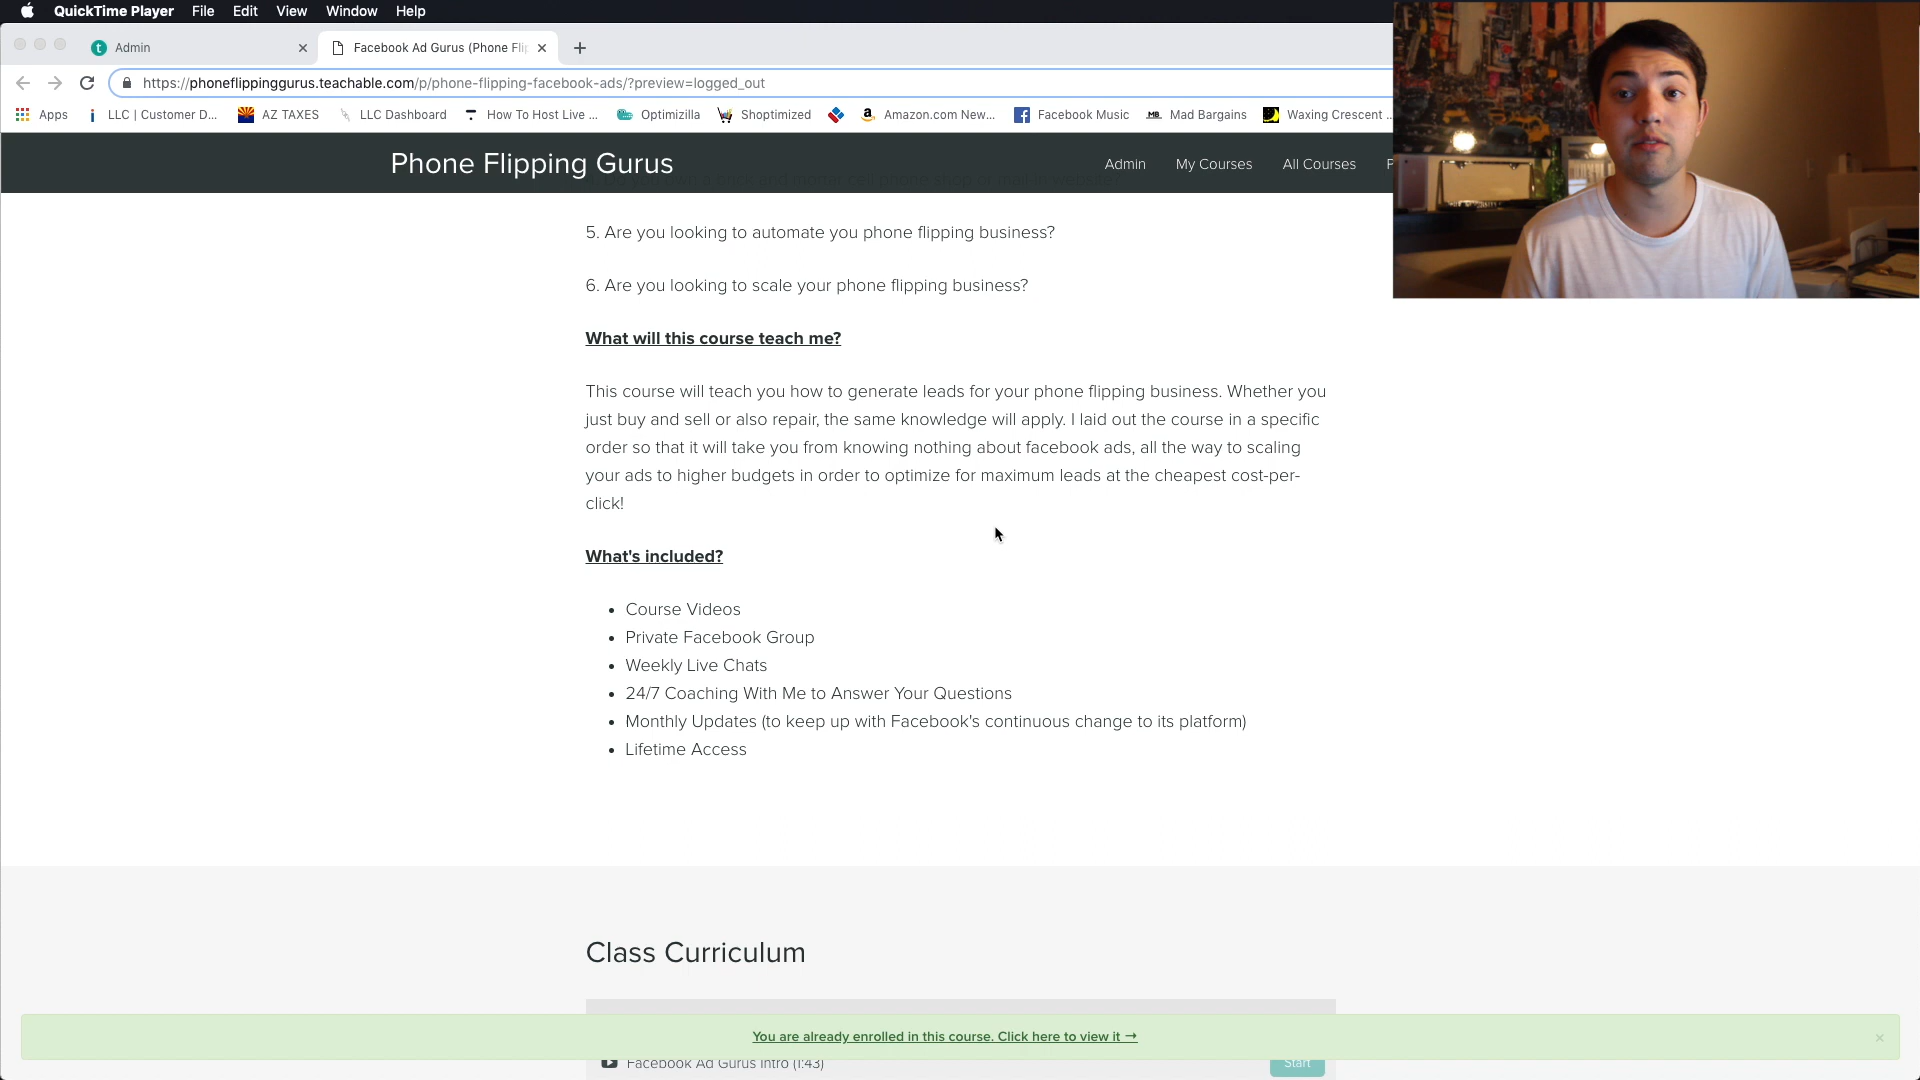 QuickTime Player File Edit View Window Help
Admin
Facebook Ad Gurus (Phone Flip
https://phoneflippinggurus.teachable.com/p/phone-flipping-facebook-ads/?preview=logged_out
Apps LLC | Customer D... AZ TAXES LLC Dashboard How To Host Live ... Optimizilla Shoptimized Amazon.com New... Facebook Music Mad Bargains Waxing Crescent ...
Phone Flipping Gurus
Admin My Courses All Courses P
5. Are you looking to automate you phone flipping business?
6. Are you looking to scale your phone flipping business?
What will this course teach me?
This course will teach you how to generate leads for your phone flipping business. Whether you
just buy and sell or also repair, the same knowledge will apply. I laid out the course in a specific
order so that it will take you from knowing nothing about facebook ads, all the way to scaling
your ads to higher budgets in order to optimize for maximum leads at the cheapest cost-per-
click!
What's included?
• Course Videos
• Private Facebook Group
• Weekly Live Chats
• 24/7 Coaching With Me to Answer Your Questions
• Monthly Updates (to keep up with Facebook's continuous change to its platform)
• Lifetime Access
Class Curriculum
You are already enrolled in this course. Click here to view it →
Facebook Ad Gurus Intro (1:43)
Start